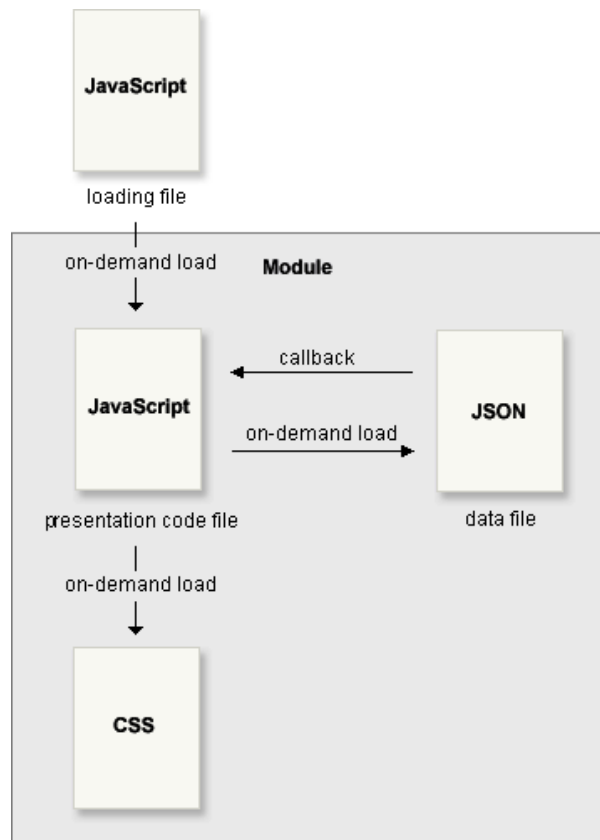 JavaScript
loading file
on-demand load
Module
JavaScript
callback
on-demand load
JSON
presentation code file
data file
on-demand load
CSS